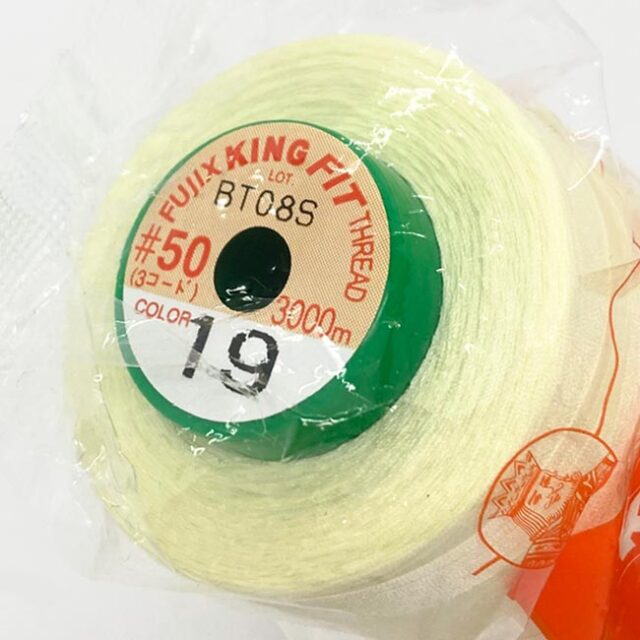 FUJIX KING FIT THREAD
LOT.
BT08S
#50
(3コード)
3000m
COLOR
19